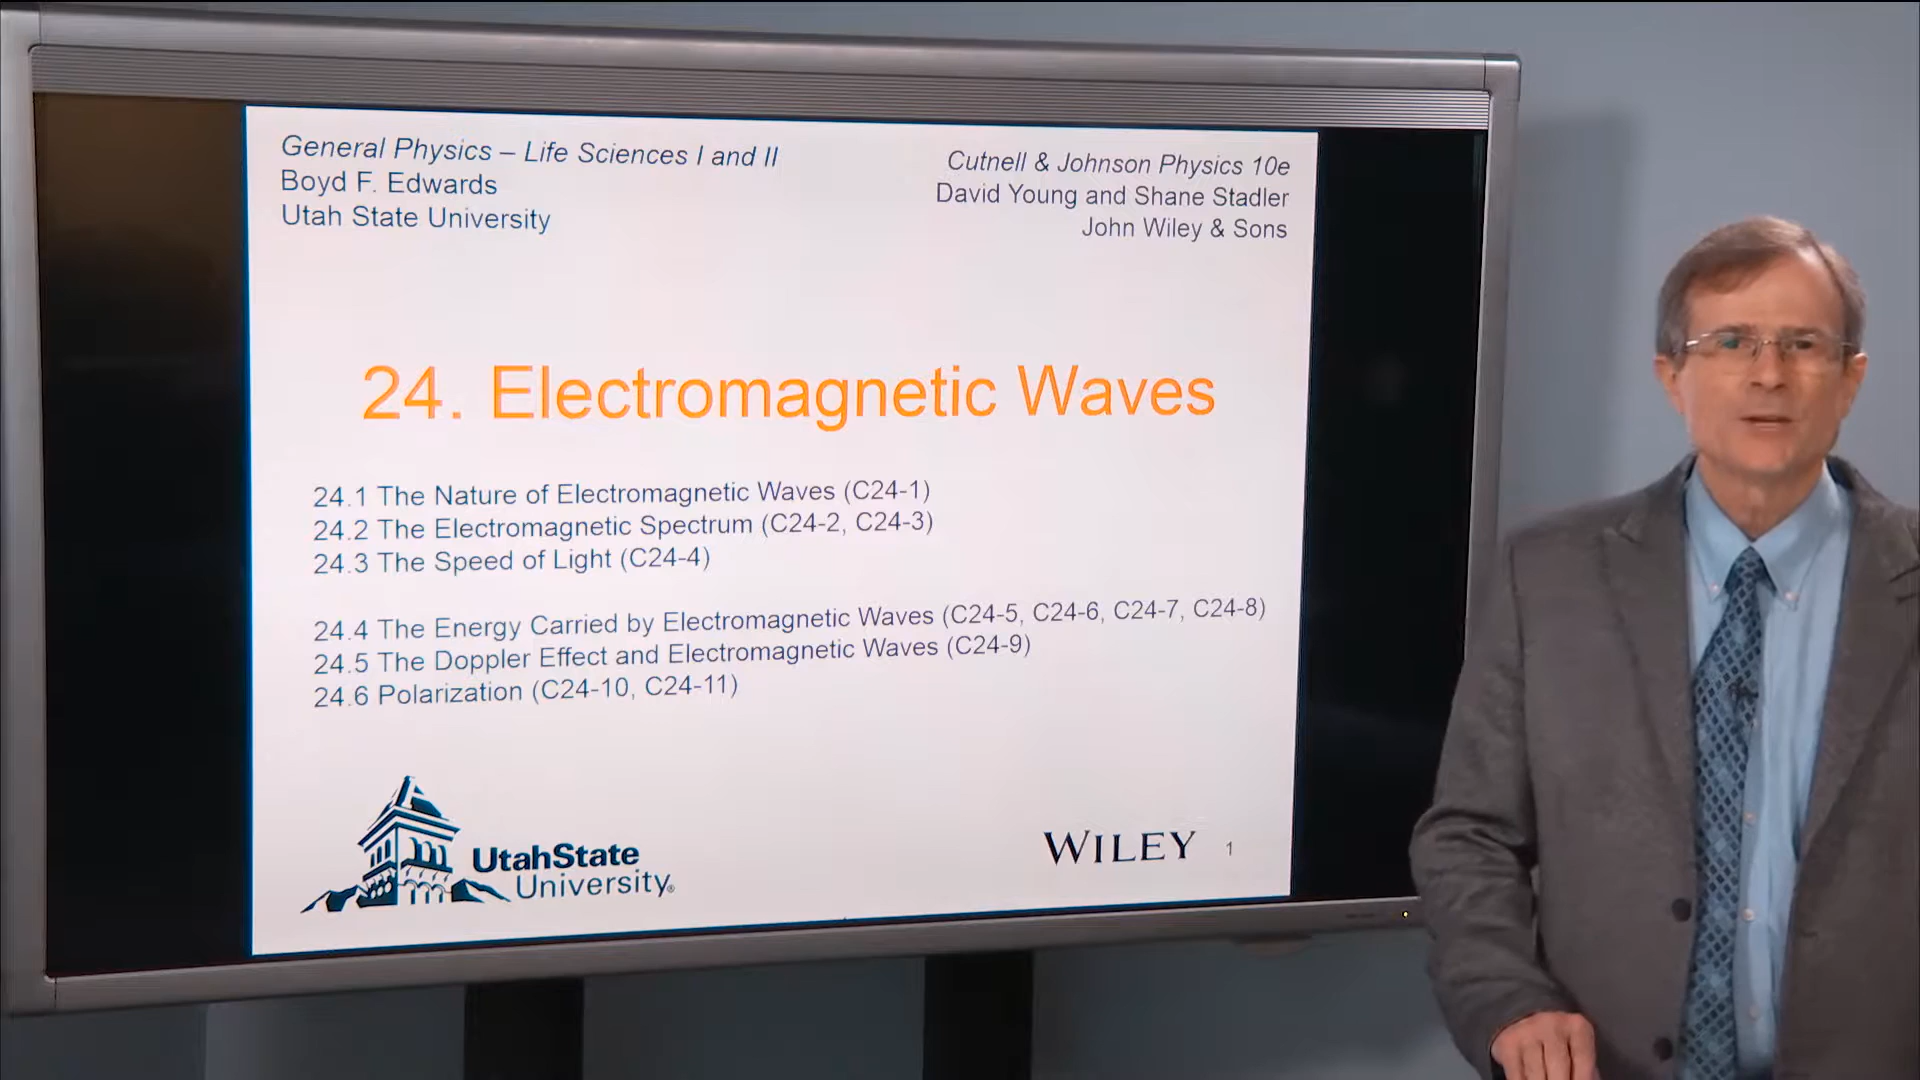 General Physics – Life Sciences I and II
Boyd F. Edwards
Utah State University
Cutnell & Johnson Physics 10e
David Young and Shane Stadler
John Wiley & Sons
24. Electromagnetic Waves
24.1 The Nature of Electromagnetic Waves (C24-1)
24.2 The Electromagnetic Spectrum (C24-2, C24-3)
24.3 The Speed of Light (C24-4)
24.4 The Energy Carried by Electromagnetic Waves (C24-5, C24-6, C24-7, C24-8)
24.5 The Doppler Effect and Electromagnetic Waves (C24-9)
24.6 Polarization (C24-10, C24-11)
UtahState
University®
WILEY
1